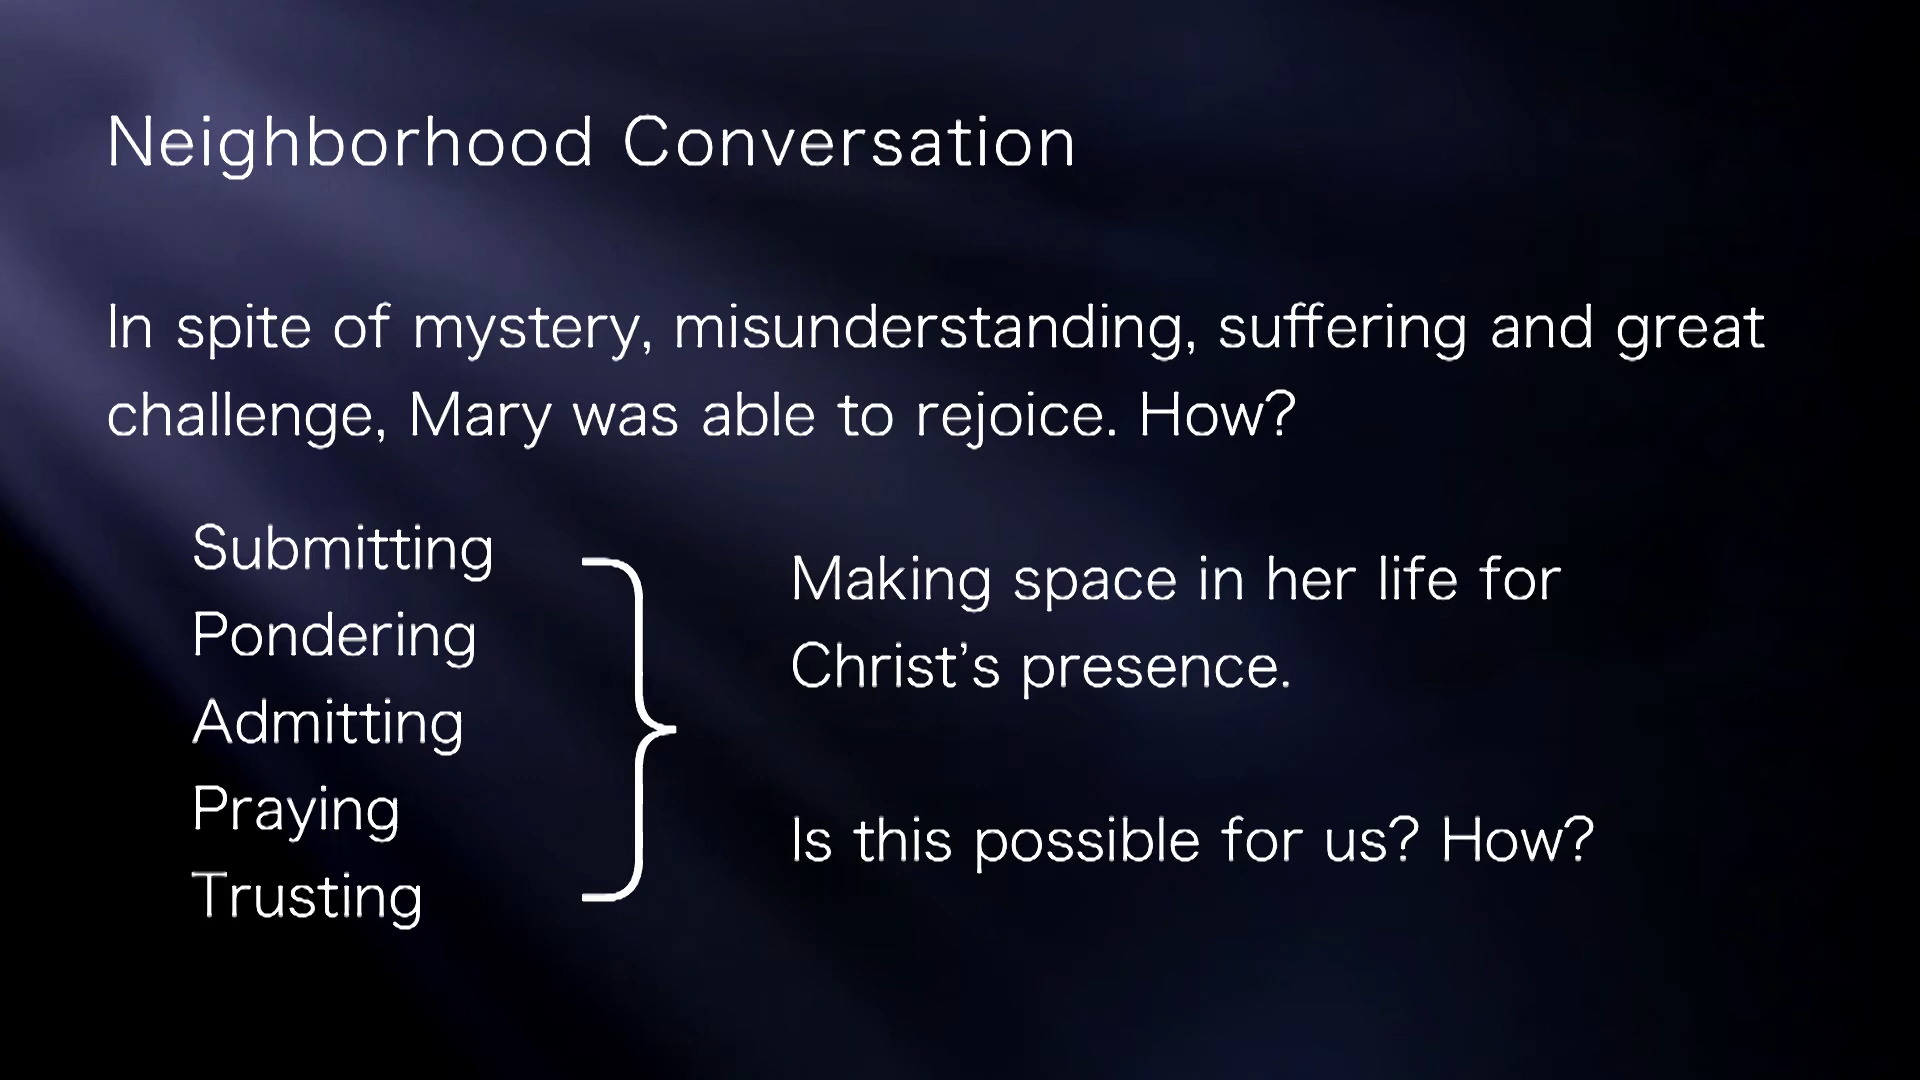 Neighborhood Conversation
In spite of mystery, misunderstanding, suffering and great
challenge, Mary was able to rejoice. How?
Submitting
Pondering
Admitting
Praying
Trusting
Making space in her life for
Christ’s presence.
Is this possible for us? How?